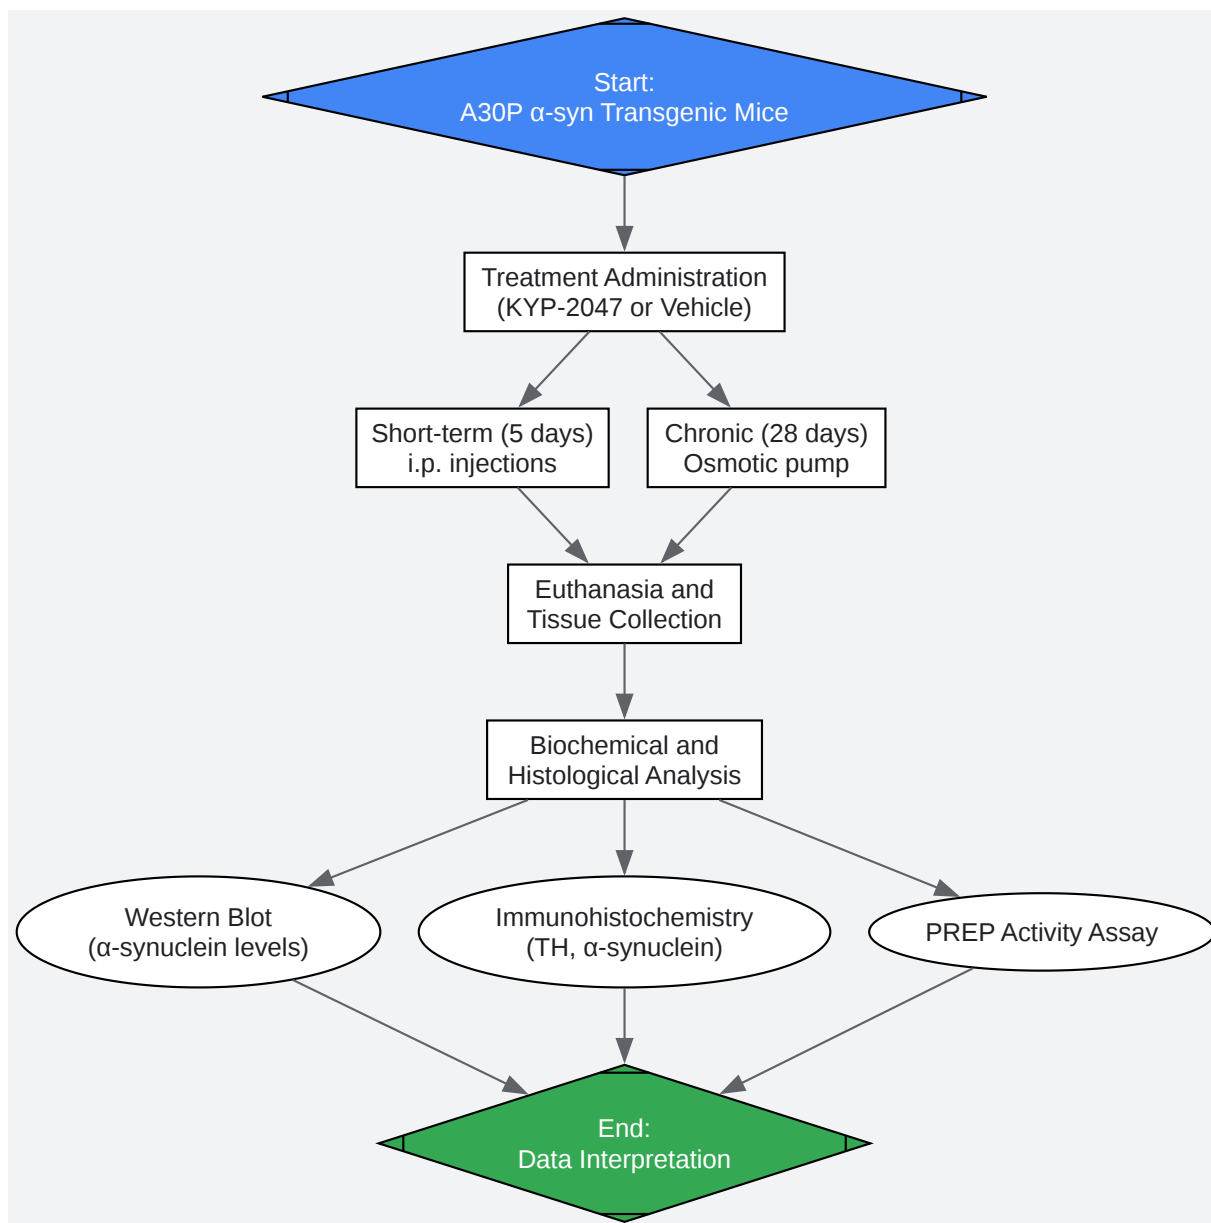 Start:
A30P α-syn Transgenic Mice
Treatment Administration
(KYP-2047 or Vehicle)
Short-term (5 days)
i.p. injections
Chronic (28 days)
Osmotic pump
Euthanasia and
Tissue Collection
Biochemical and
Histological Analysis
Western Blot
(α-synuclein levels)
Immunohistochemistry
(TH, α-synuclein)
PREP Activity Assay
End:
Data Interpretation